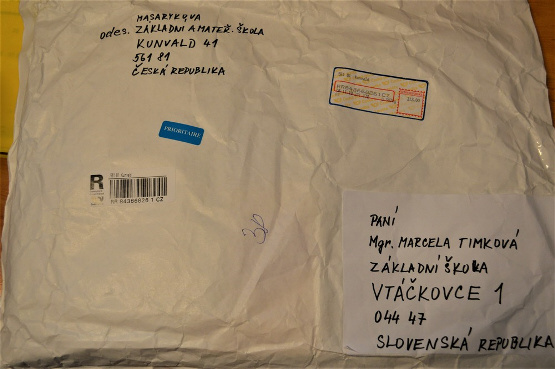 MASARYKOVA
odes. ZÁKLADNÍ A MATEŘ. ŠKOLA
KUNVALD 41
561 81
ČESKÁ REPUBLIKA
PRIORITAIRE
R
PANÍ
Mgr. MARCELA TIMKOVÁ
ZÁKLADNÍ ŠKOLA
VTÁČKOVCE 1
044 47
SLOVENSKÁ REPUBLIKA